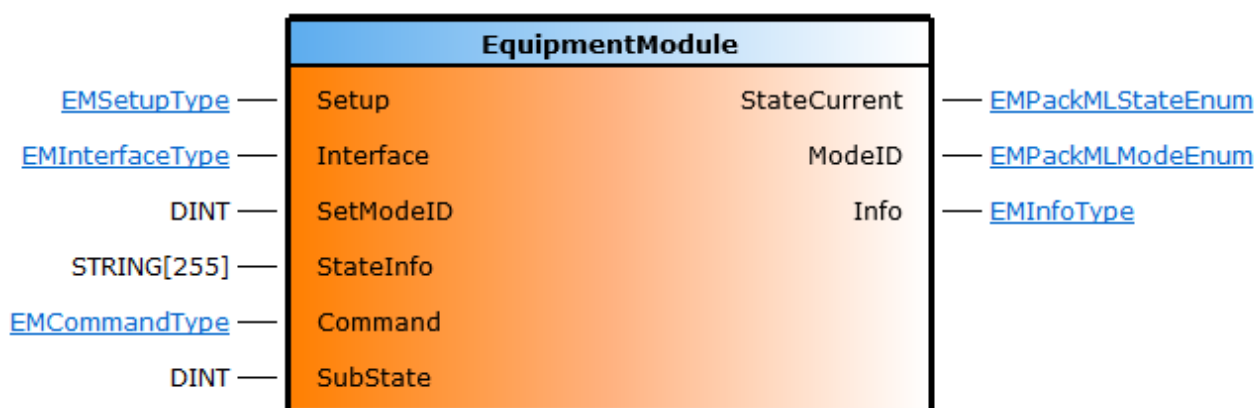 EquipmentModule
EMSetupType Setup StateCurrent EMPackMLStateEnum
EMInterfaceType Interface ModeID EMPackMLModeEnum
DINT SetModeID Info EMInfoType
STRING[255] StateInfo
EMCommandType Command
DINT SubState